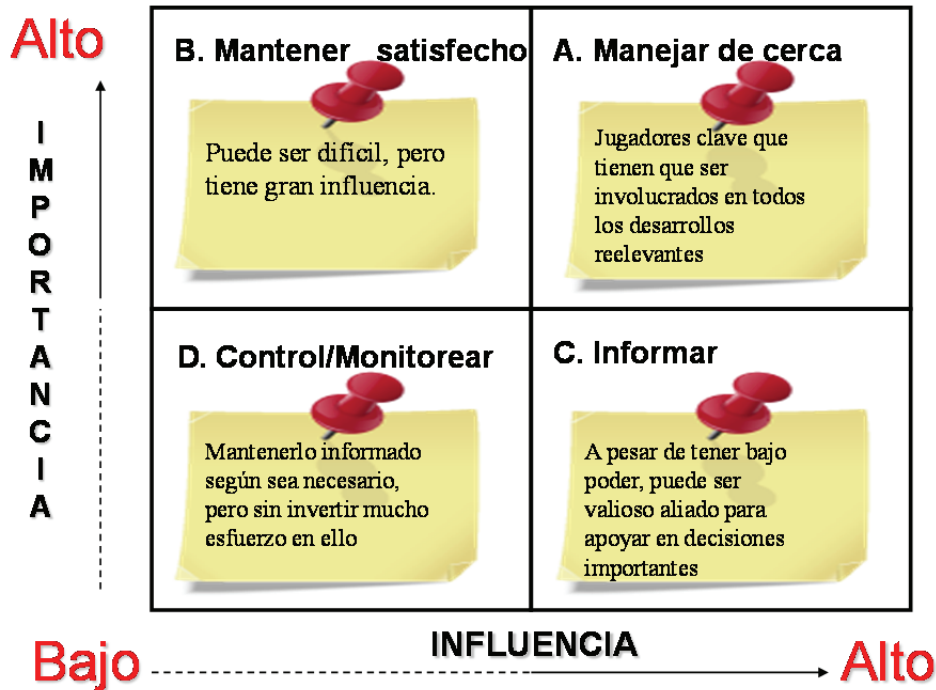 Alto
B. Mantener satisfecho
A. Manejar de cerca
Puede ser difícil, pero
tiene gran influencia.
Jugadores clave que
tienen que ser
involucrados en todos
los desarrollos
reelevantes
IMPORTANCIA
D. Control/Monitorear
C. Informar
Mantenerlo informado
según sea necesario,
pero sin invertir mucho
esfuerzo en ello
A pesar de tener bajo
poder, puede ser
valioso aliado para
apoyar en decisiones
importantes
Bajo
INFLUENCIA
Alto